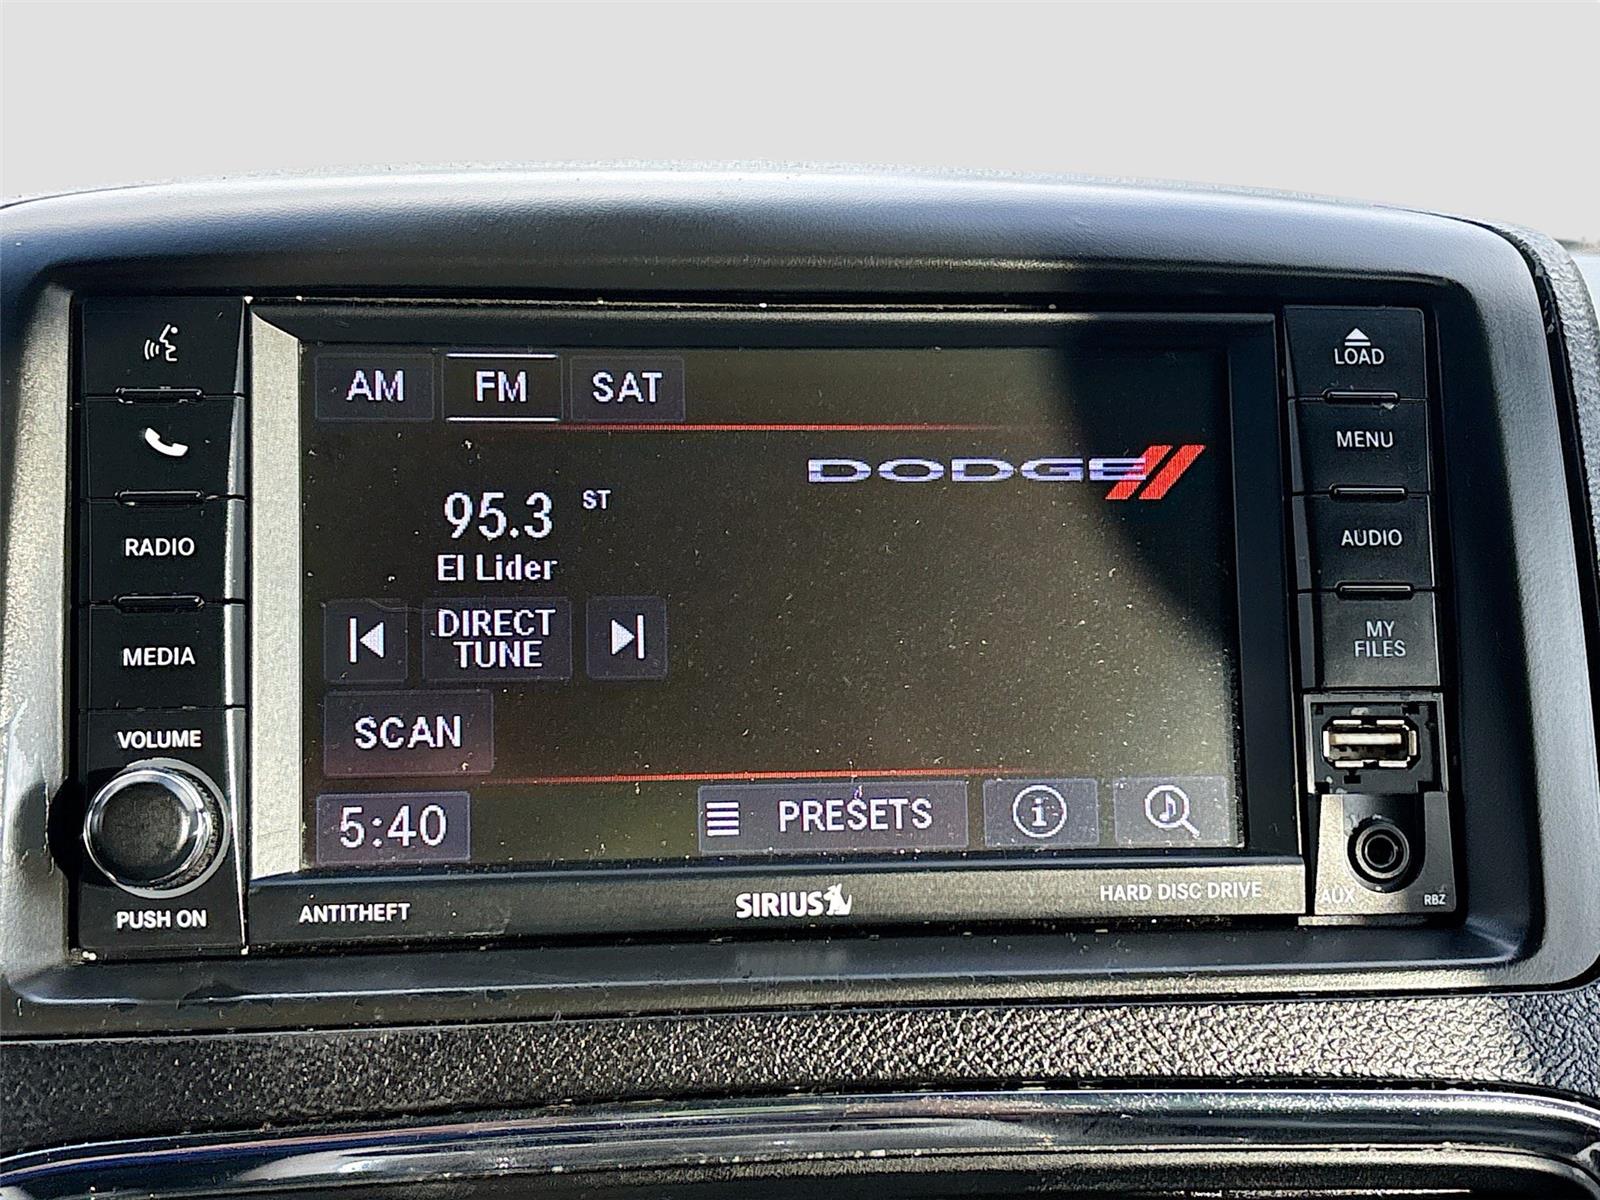 AM FM SAT
DODGE
95.3 ST
El Lider
DIRECT
TUNE
SCAN
5:40
PRESETS
RADIO
MEDIA
VOLUME
PUSH ON
LOAD
MENU
AUDIO
MY
FILES
AUX
RBZ
ANTITHEFT
SIRIUS
HARD DISC DRIVE